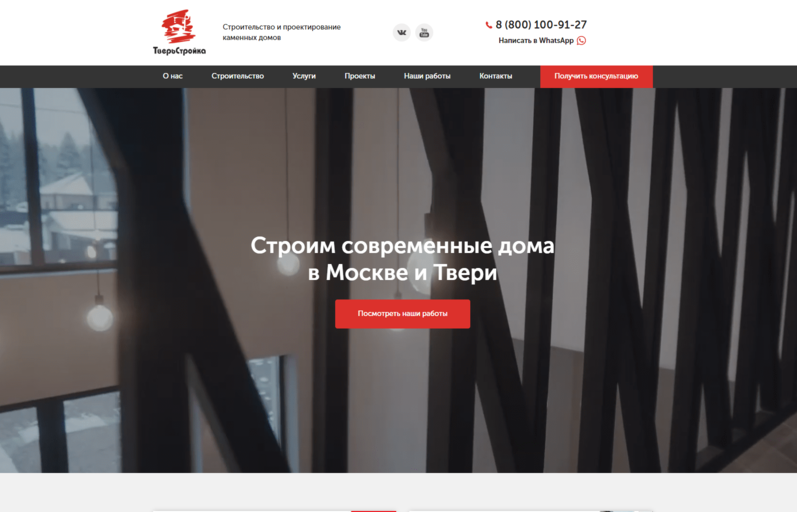 ТверьСтройка
Строительство и проектирование
каменных домов
8 (800) 100-91-27
Написать в WhatsApp
О нас
Строительство
Услуги
Проекты
Наши работы
Контакты
Получить консультацию
Строим современные дома
в Москве и Твери
Посмотреть наши работы